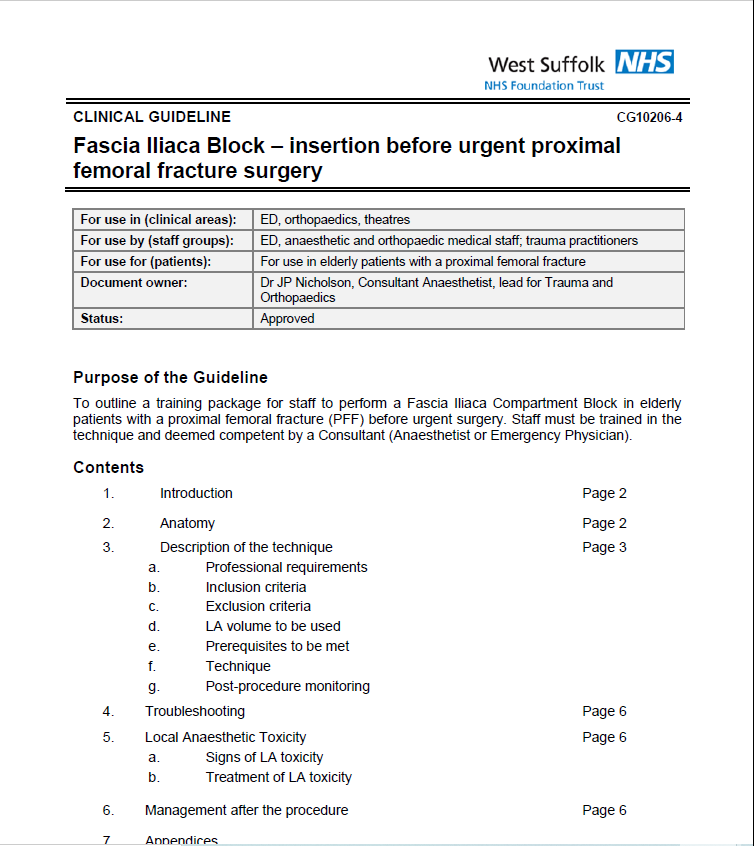 West Suffolk NHS
NHS Foundation Trust
CLINICAL GUIDELINE CG10206-4
Fascia Iliaca Block – insertion before urgent proximal
femoral fracture surgery
For use in (clinical areas): ED, orthopaedics, theatres
For use by (staff groups): ED, anaesthetic and orthopaedic medical staff; trauma practitioners
For use for (patients): For use in elderly patients with a proximal femoral fracture
Document owner: Dr JP Nicholson, Consultant Anaesthetist, lead for Trauma and
Orthopaedics
Status: Approved
Purpose of the Guideline
To outline a training package for staff to perform a Fascia Iliaca Compartment Block in elderly
patients with a proximal femoral fracture (PFF) before urgent surgery. Staff must be trained in the
technique and deemed competent by a Consultant (Anaesthetist or Emergency Physician).
Contents
1. Introduction Page 2
2. Anatomy Page 2
3. Description of the technique Page 3
a. Professional requirements
b. Inclusion criteria
c. Exclusion criteria
d. LA volume to be used
e. Prerequisites to be met
f. Technique
g. Post-procedure monitoring
4. Troubleshooting Page 6
5. Local Anaesthetic Toxicity Page 6
a. Signs of LA toxicity
b. Treatment of LA toxicity
6. Management after the procedure Page 6
7 Appendices